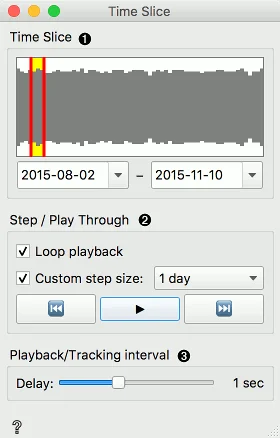 Time Slice
Time Slice ❶
2015-08-02 – 2015-11-10
Step / Play Through ❷
Loop playback
Custom step size: 1 day
Playback/Tracking interval ❸
Delay: 1 sec
?